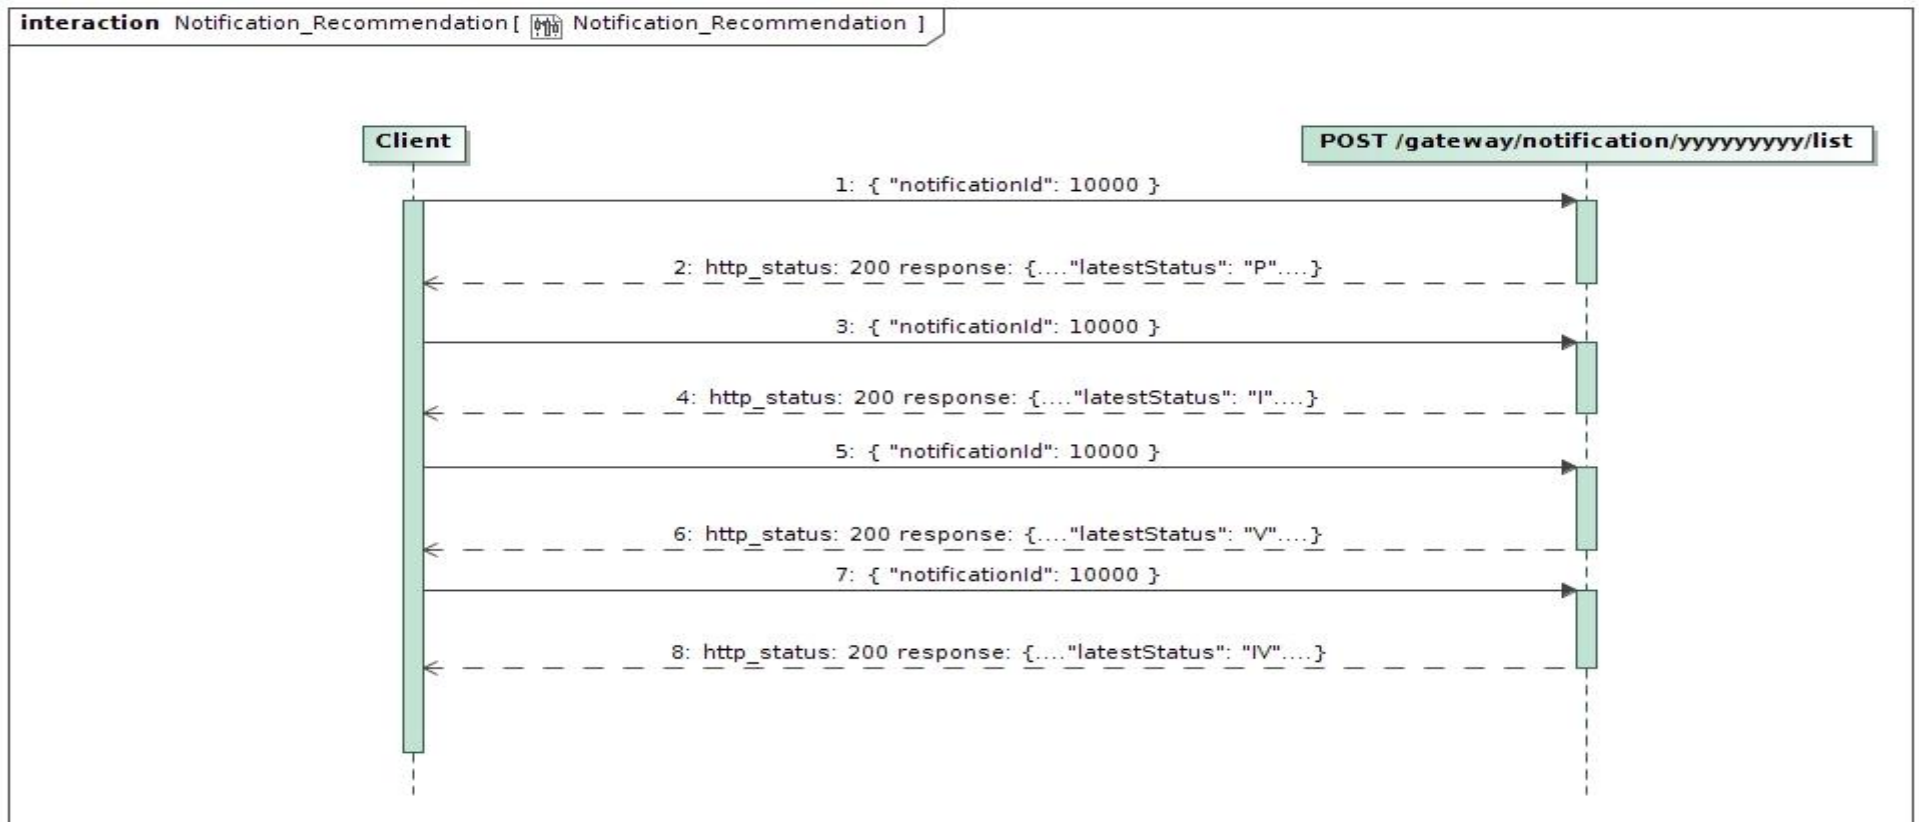 interaction Notification_Recommendation[ Notification_Recommendation ]
Client
POST /gateway/notification/yyyyyyyyy/list
1: { "notificationId": 10000 }
2: http_status: 200 response: {...."latestStatus": "P"....}
3: { "notificationId": 10000 }
4: http_status: 200 response: {...."latestStatus": "I"....}
5: { "notificationId": 10000 }
6: http_status: 200 response: {...."latestStatus": "V"....}
7: { "notificationId": 10000 }
8: http_status: 200 response: {...."latestStatus": "IV"....}